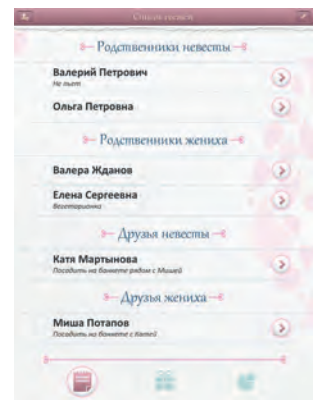 Список гостей
Родственники невесты
Валерий Петрович
Не пьет
Ольга Петровна
Родственники жениха
Валера Жданов
Елена Сергеевна
Вегетарианка
Друзья невесты
Катя Мартынова
Посадить на банкете рядом с Мишей
Друзья жениха
Миша Потапов
Посадить на банкете с Катей